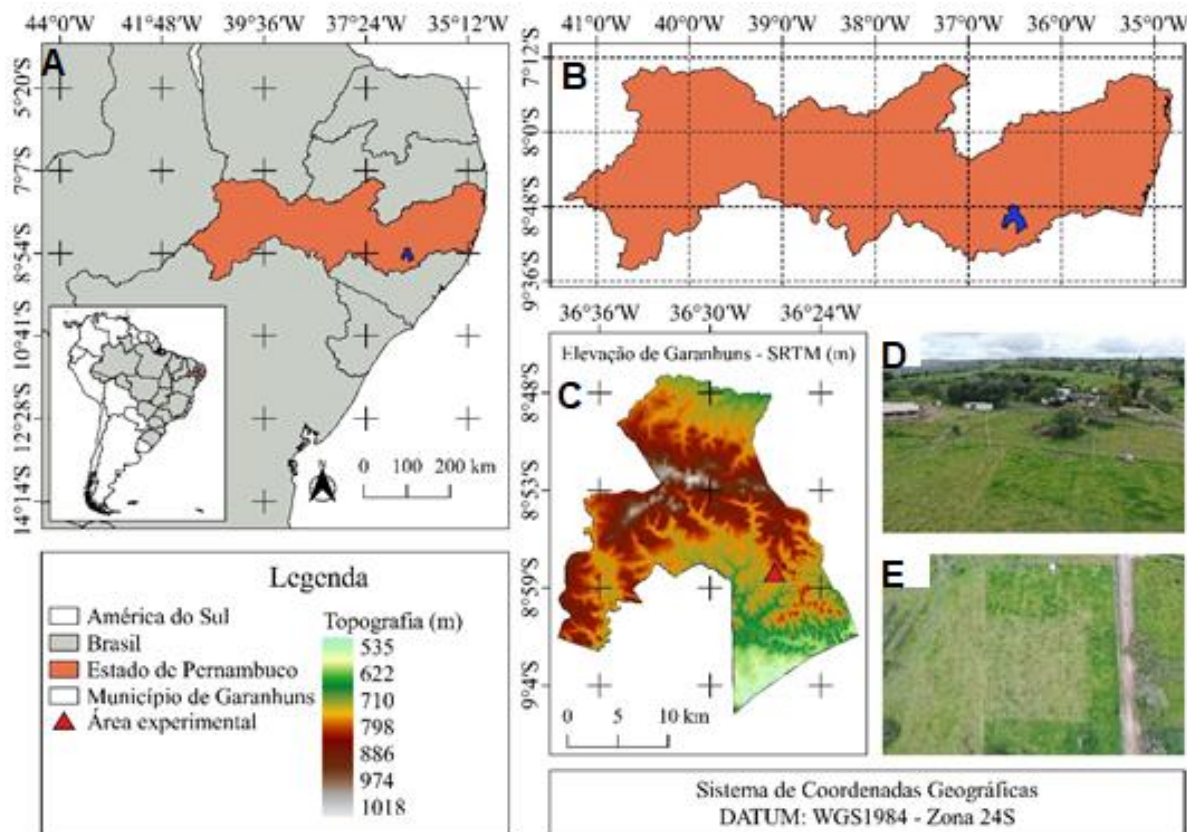 44°0'W 41°48'W 39°36'W 37°24'W 35°12'W
A
5°20'S
7°7'S
8°54'S
10°41'S
12°28'S
14°14'S
N
0 100 200 km
41°0'W 40°0'W 39°0'W 38°0'W 37°0'W 36°0'W 35°0'W
B
7°12'S
8°0'S
8°48'S
9°36'S
36°36'W 36°30'W 36°24'W
Elevação de Garanhuns - SRTM (m)
C
8°48'S
8°53'S
8°59'S
9°4'S
0 5 10 km
D
E
Legenda
América do Sul
Brasil
Estado de Pernambuco
Município de Garanhuns
Área experimental
Topografia (m)
535
622
710
798
886
974
1018
Sistema de Coordenadas Geográficas
DATUM: WGS1984 - Zona 24S